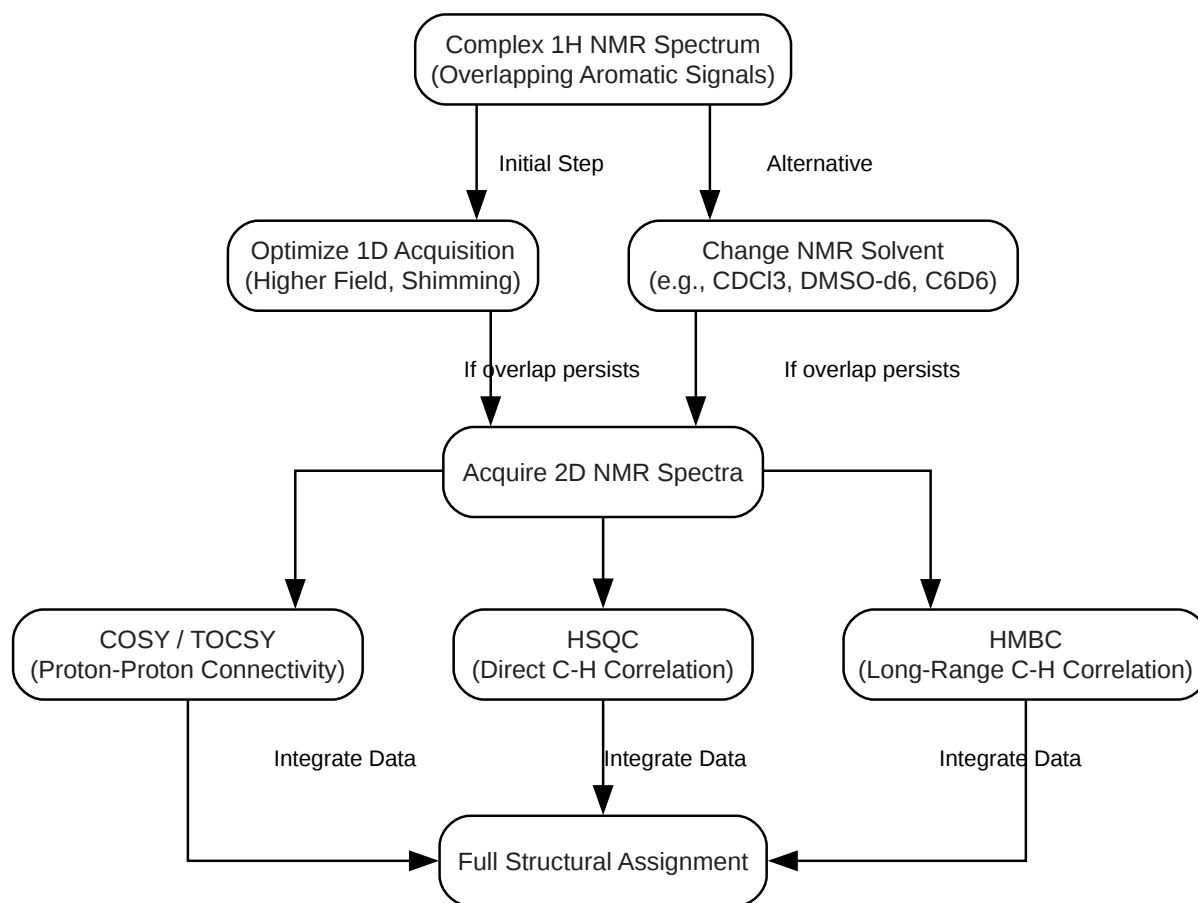 Complex 1H NMR Spectrum
(Overlapping Aromatic Signals)
Initial Step
Alternative
Optimize 1D Acquisition
(Higher Field, Shimming)
Change NMR Solvent
(e.g., CDCl3, DMSO-d6, C6D6)
If overlap persists
If overlap persists
Acquire 2D NMR Spectra
COSY / TOCSY
(Proton-Proton Connectivity)
HSQC
(Direct C-H Correlation)
HMBC
(Long-Range C-H Correlation)
Integrate Data
Integrate Data
Integrate Data
Full Structural Assignment